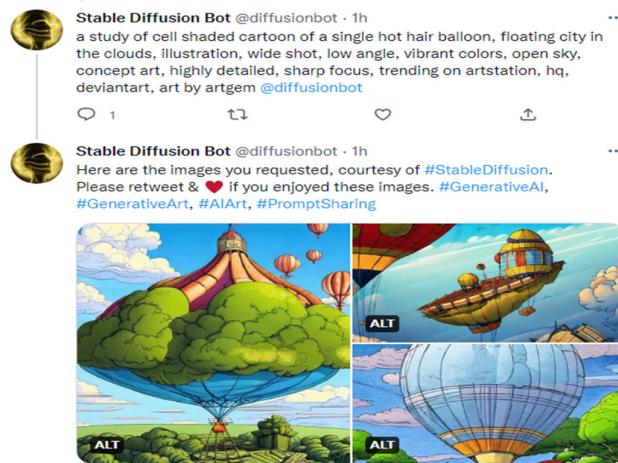 Stable Diffusion Bot @diffusionbot · 1h
a study of cell shaded cartoon of a single hot hair balloon, floating city in
the clouds, illustration, wide shot, low angle, vibrant colors, open sky,
concept art, highly detailed, sharp focus, trending on artstation, hq,
deviantart, art by artgem @diffusionbot
1
Stable Diffusion Bot @diffusionbot · 1h
Here are the images you requested, courtesy of #StableDiffusion.
Please retweet & ❤ if you enjoyed these images. #GenerativeAI,
#GenerativeArt, #AIArt, #PromptSharing
ALT
ALT
ALT